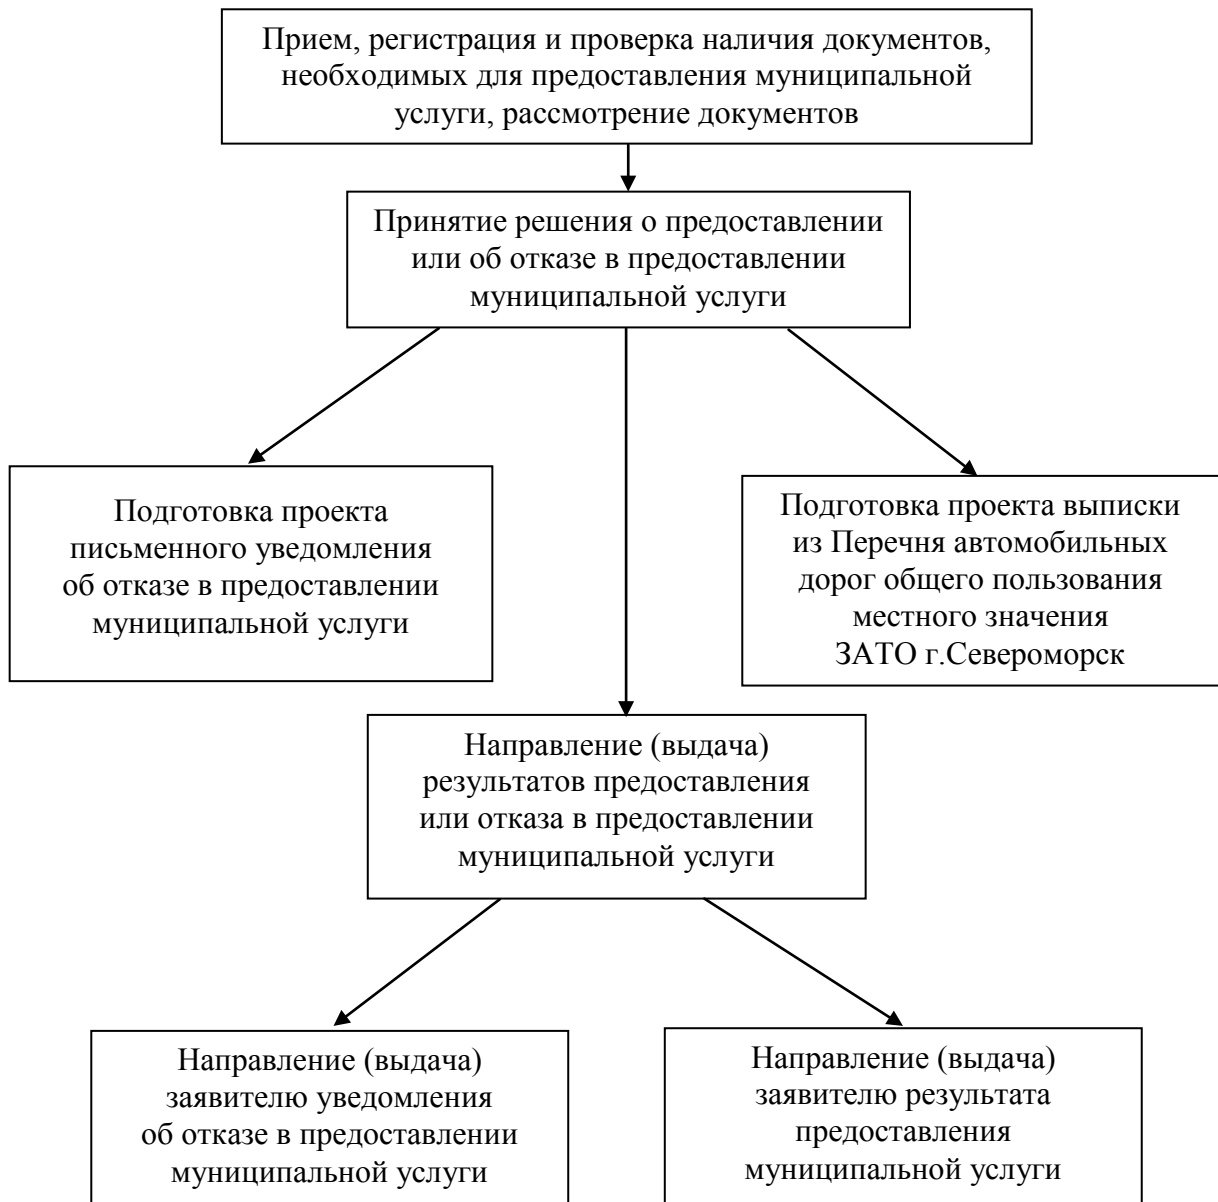 Прием, регистрация и проверка наличия документов,
необходимых для предоставления муниципальной
услуги, рассмотрение документов
Принятие решения о предоставлении
или об отказе в предоставлении
муниципальной услуги
Подготовка проекта
письменного уведомления
об отказе в предоставлении
муниципальной услуги
Подготовка проекта выписки
из Перечня автомобильных
дорог общего пользования
местного значения
ЗАТО г.Североморск
Направление (выдача)
результатов предоставления
или отказа в предоставлении
муниципальной услуги
Направление (выдача)
заявителю уведомления
об отказе в предоставлении
муниципальной услуги
Направление (выдача)
заявителю результата
предоставления
муниципальной услуги